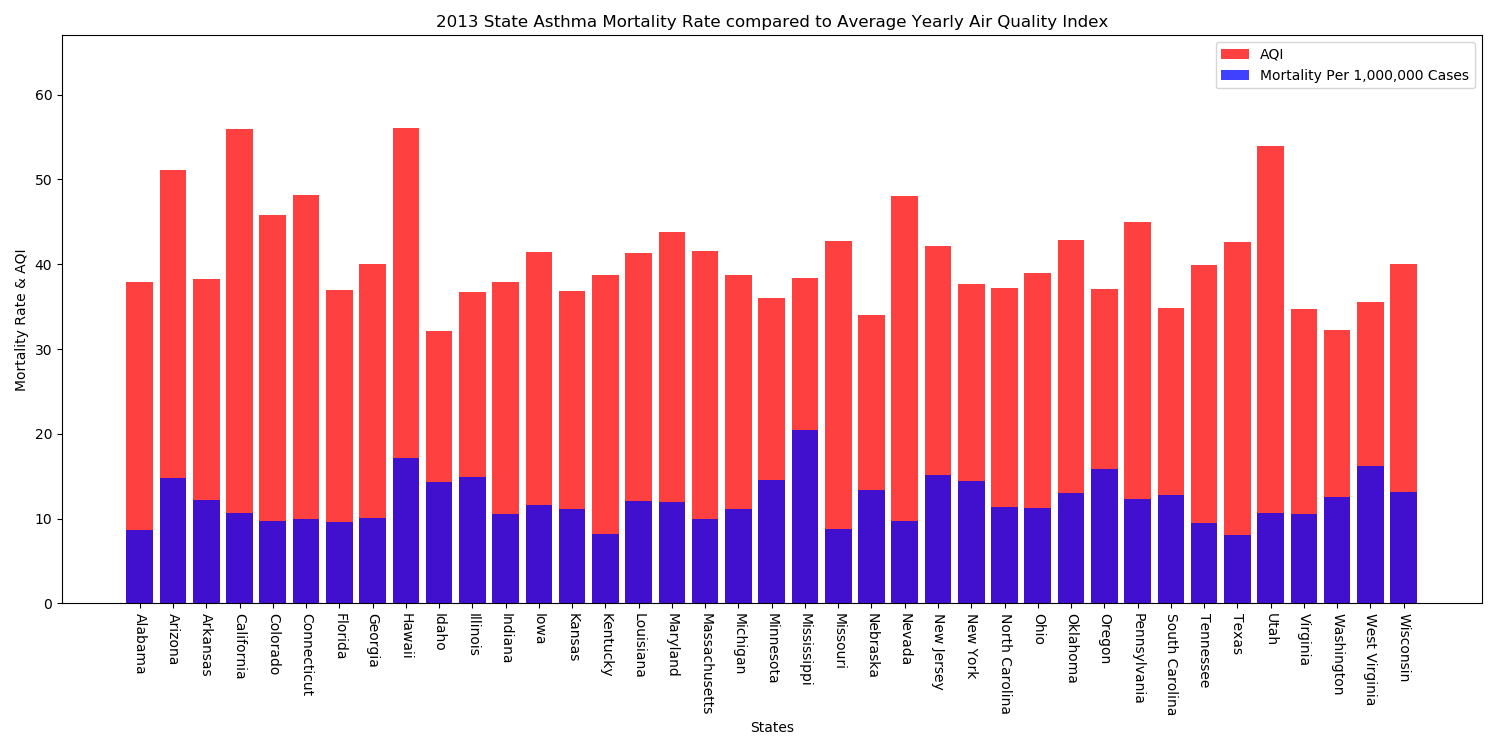 2013 State Asthma Mortality Rate compared to Average Yearly Air Quality Index
AQI
Mortality Per 1,000,000 Cases
Mortality Rate & AQI
60
50
40
30
20
10
0
Alabama
Arizona
Arkansas
California
Colorado
Connecticut
Florida
Georgia
Hawaii
Idaho
Illinois
Indiana
Iowa
Kansas
Kentucky
Louisiana
Maryland
Massachusetts
Michigan
Minnesota
Mississippi
Missouri
Nebraska
Nevada
New Jersey
New York
North Carolina
Ohio
Oklahoma
Oregon
Pennsylvania
South Carolina
Tennessee
Texas
Utah
Virginia
Washington
West Virginia
Wisconsin
States